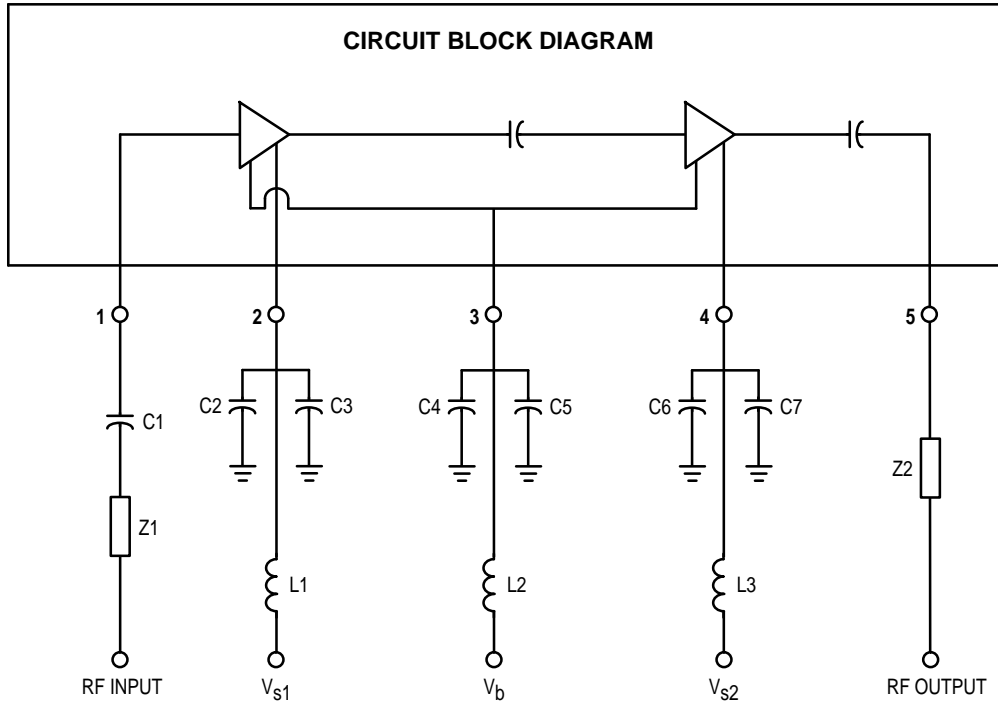 CIRCUIT BLOCK DIAGRAM
1 2 3 4 5
C2 C3 C4 C5 C6 C7
C1
Z2
Z1
L1 L2 L3
RF INPUT Vs1 Vb Vs2 RF OUTPUT